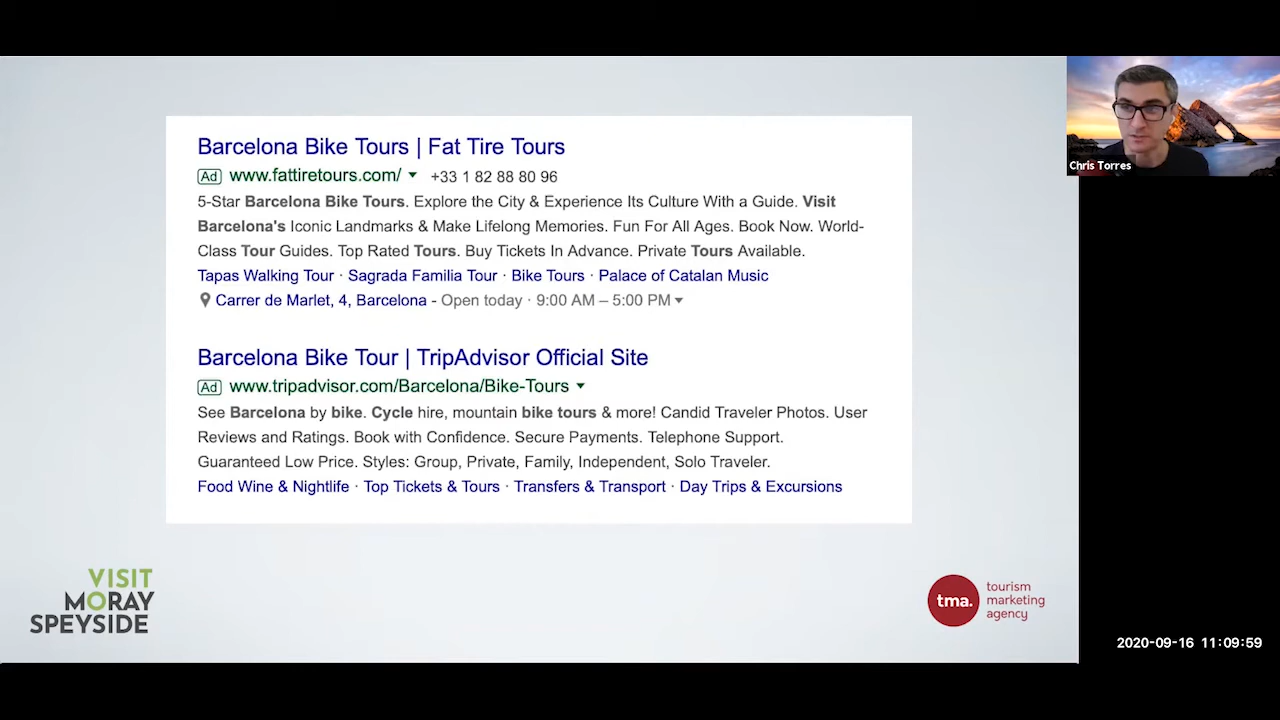 Barcelona Bike Tours | Fat Tire Tours
Ad www.fattiretours.com/ +33 1 82 88 80 96
5-Star Barcelona Bike Tours. Explore the City & Experience Its Culture With a Guide. Visit
Barcelona's Iconic Landmarks & Make Lifelong Memories. Fun For All Ages. Book Now. World-
Class Tour Guides. Top Rated Tours. Buy Tickets In Advance. Private Tours Available.
Tapas Walking Tour · Sagrada Familia Tour · Bike Tours · Palace of Catalan Music
Carrer de Marlet, 4, Barcelona - Open today · 9:00 AM – 5:00 PM
Barcelona Bike Tour | TripAdvisor Official Site
Ad www.tripadvisor.com/Barcelona/Bike-Tours
See Barcelona by bike. Cycle hire, mountain bike tours & more! Candid Traveler Photos. User
Reviews and Ratings. Book with Confidence. Secure Payments. Telephone Support.
Guaranteed Low Price. Styles: Group, Private, Family, Independent, Solo Traveler.
Food Wine & Nightlife · Top Tickets & Tours · Transfers & Transport · Day Trips & Excursions
Chris Torres
VISIT
MORAY
SPEYSIDE
tma.
tourism
marketing
agency
2020-09-16 11:09:59